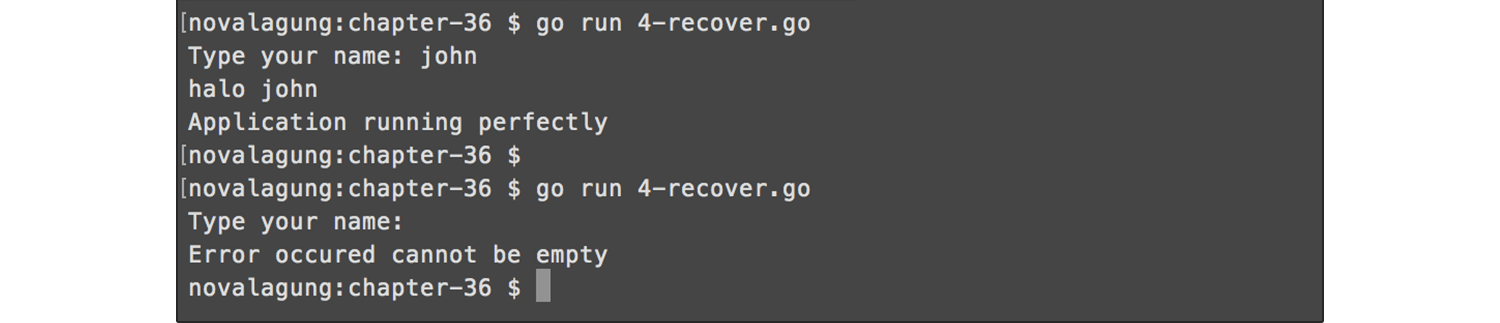 [novalagung:chapter-36 $ go run 4-recover.go
Type your name: john
halo john
Application running perfectly
[novalagung:chapter-36 $
[novalagung:chapter-36 $ go run 4-recover.go
Type your name:
Error occured cannot be empty
novalagung:chapter-36 $